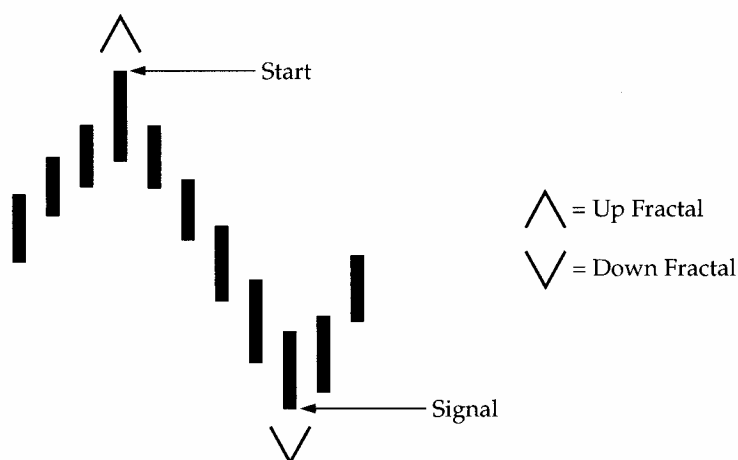 Start
= Up Fractal
= Down Fractal
Signal